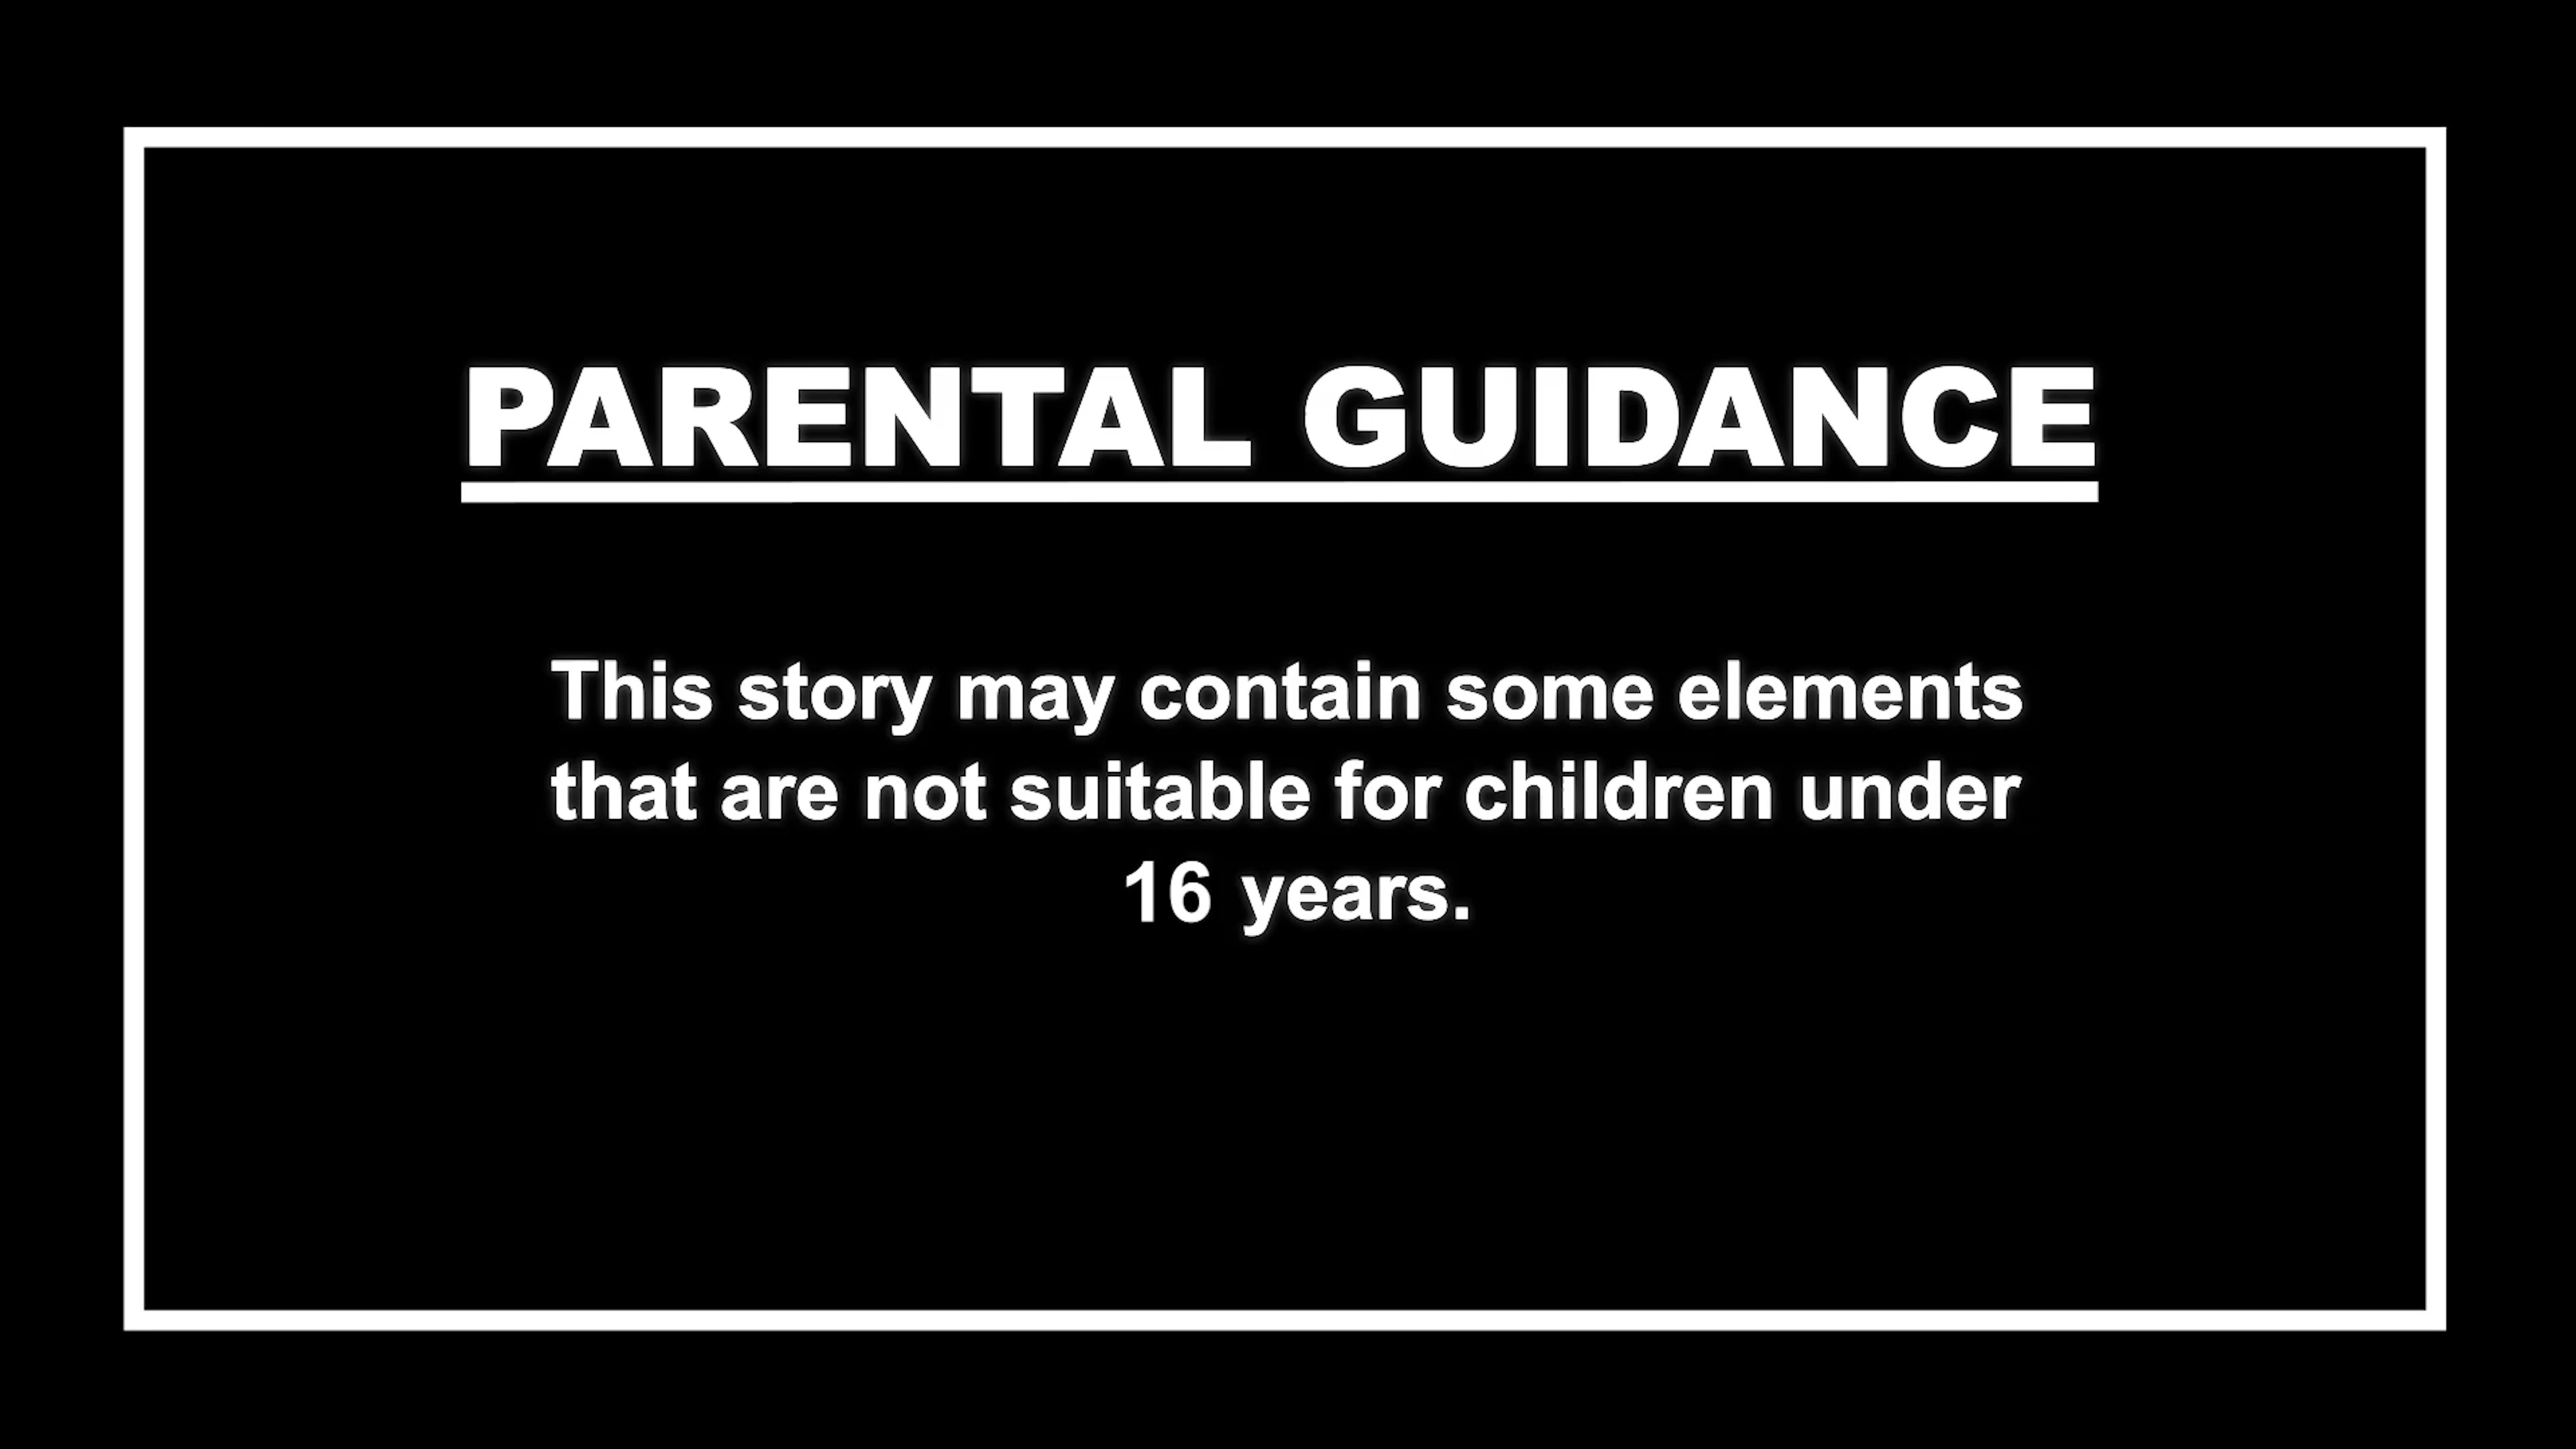 PARENTAL GUIDANCE
This story may contain some elements
that are not suitable for children under
16 years.